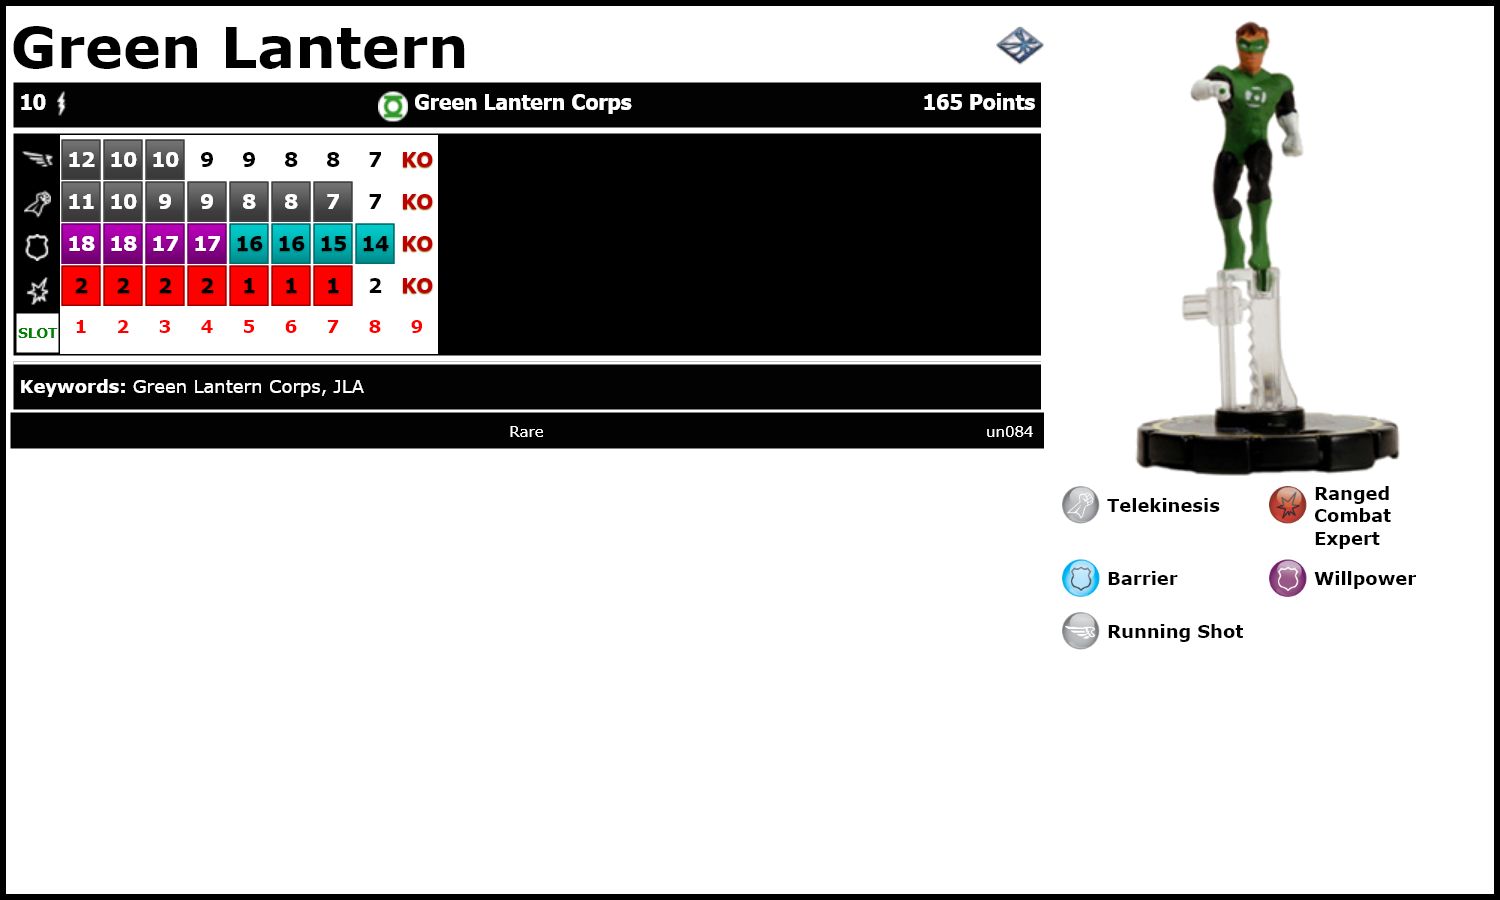 Green Lantern
10 Green Lantern Corps 165 Points
12 10 10 9 9 8 8 7 KO
11 10 9 9 8 8 7 7 KO
18 18 17 17 16 16 15 14 KO
2 2 2 2 1 1 1 2 KO
SLOT 1 2 3 4 5 6 7 8 9
Keywords: Green Lantern Corps, JLA
Rare un084
Telekinesis
Ranged
Combat
Expert
Barrier
Willpower
Running Shot